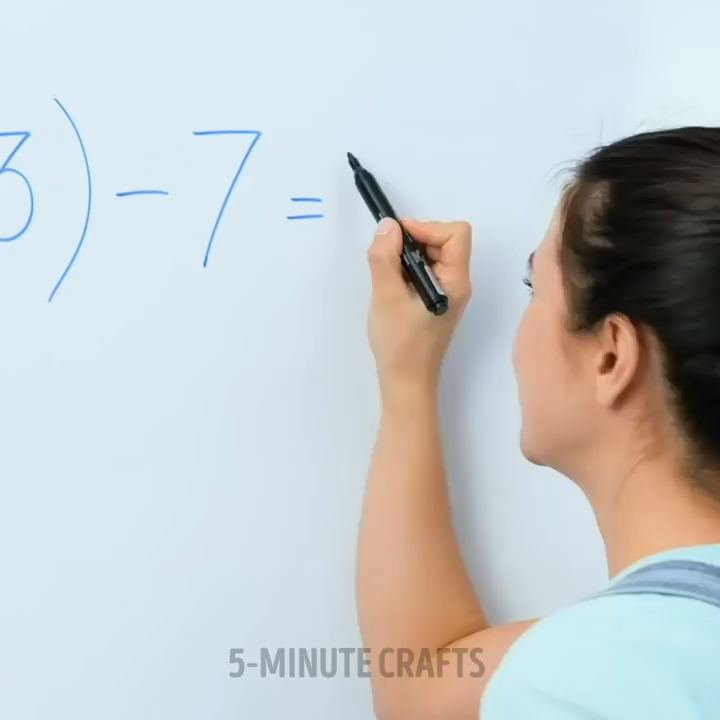 3) - 7 =
5-MINUTE CRAFTS